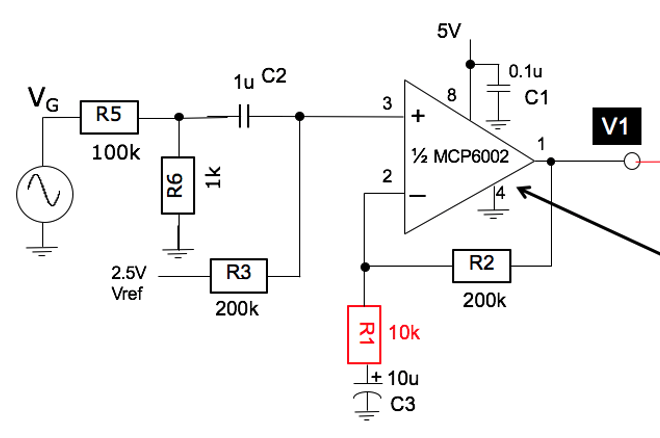 5V
1u C2
0.1u
C1
VG
R5
100k
3
+
8
1
V1
½ MCP6002
R6
1k
2
−
4
2.5V
Vref
R3
200k
R2
200k
R1
10k
+ 10u
C3